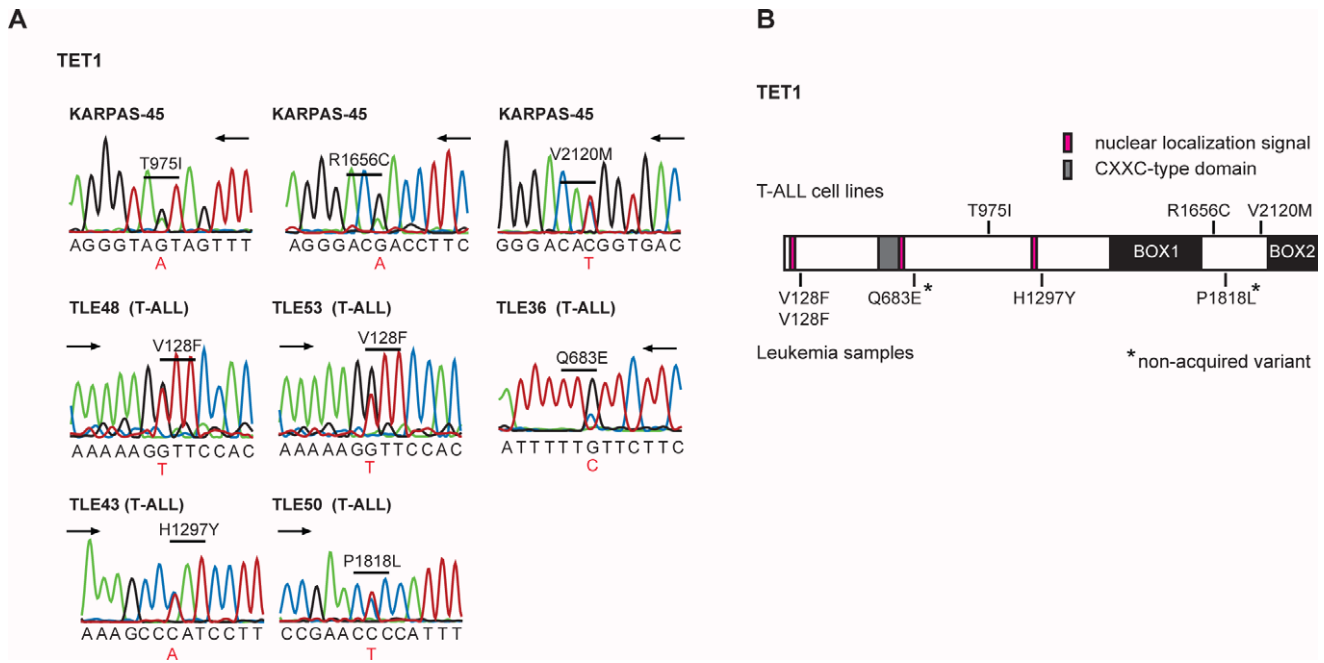 A
TET1
KARPAS-45
T975I
AGGGTAGTAGTTT
A
KARPAS-45
R1656C
AGGGACGACCTTC
A
KARPAS-45
V2120M
GGGACACGGTGAC
T
TLE48 (T-ALL)
V128F
AAAAAGGTTCCAC
T
TLE53 (T-ALL)
V128F
AAAAAGGTTCCAC
T
TLE36 (T-ALL)
Q683E
ATTTTTGTTCTTC
C
TLE43 (T-ALL)
H1297Y
AAAGCCCATCCTT
A
TLE50 (T-ALL)
P1818L
CCGAACCCCATTT
T
B
TET1
nuclear localization signal
CXXC-type domain
T-ALL cell lines
T975I R1656C V2120M
BOX1 BOX2
V128F Q683E* H1297Y P1818L*
V128F
Leukemia samples
*non-acquired variant